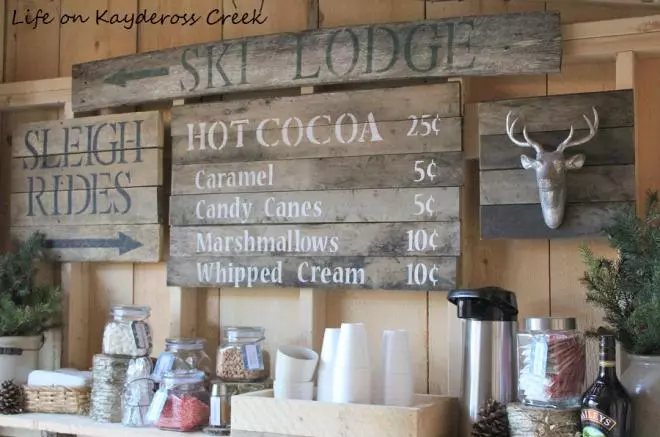 Life on Kaydeross Creek
SKI LODGE
SLEIGH
RIDES
HOT COCOA 25¢
Caramel 5¢
Candy Canes 5¢
Marshmallows 10¢
Whipped Cream 10¢
BAILEYS